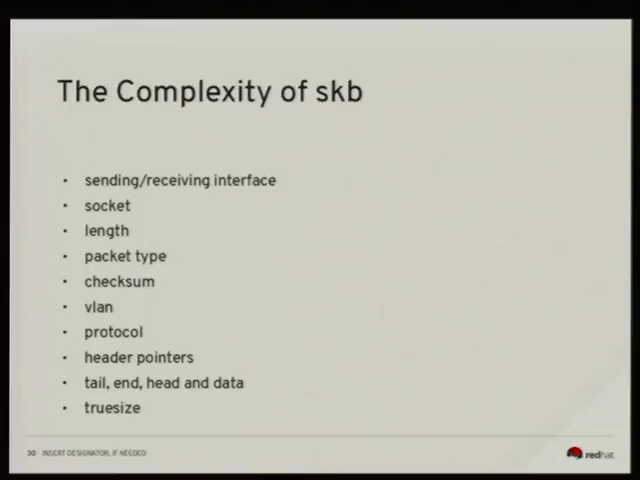 The Complexity of skb
• sending/receiving interface
• socket
• length
• packet type
• checksum
• vlan
• protocol
• header pointers
• tail, end, head and data
• truesize
30 INSERT DESIGNATOR, IF NEEDED
redhat